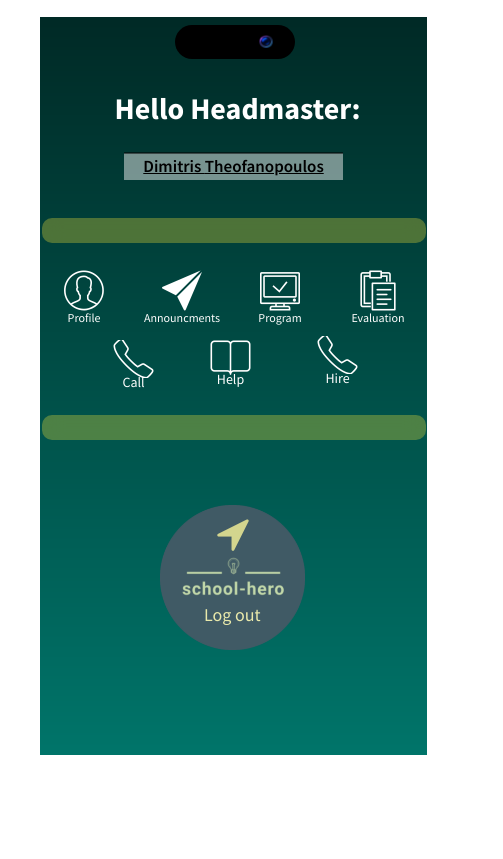 Hello Headmaster:
Dimitris Theofanopoulos
Profile
Announcments
Program
Evaluation
Call
Help
Hire
school-hero
Log out